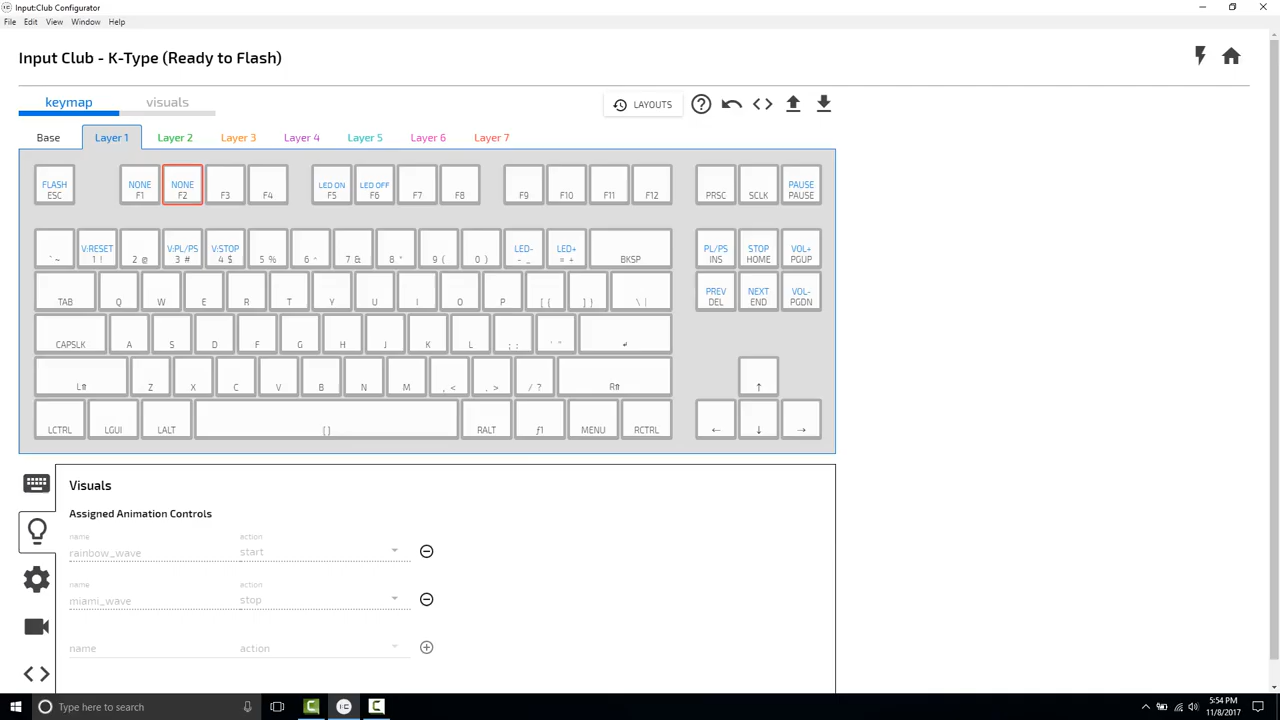 Input:Club Configurator
File Edit View Window Help
Input Club - K-Type (Ready to Flash)
keymap visuals
LAYOUTS
Base Layer 1 Layer 2 Layer 3 Layer 4 Layer 5 Layer 6 Layer 7
FLASH NONE NONE LED ON LED OFF PAUSE
ESC F1 F2 F3 F4 F5 F6 F7 F8 F9 F10 F11 F12 PRSC SCLK PAUSE
V:RESET V:PL/PS V:STOP LED- LED+ PL/PS STOP VOL+
` ~ 1 ! 2 @ 3 # 4 $ 5 % 6 ^ 7 & 8 * 9 ( 0 ) - _ = + BKSP INS HOME PGUP
PREV NEXT VOL-
TAB Q W E R T Y U I O P [ { ] } \ | DEL END PGDN
CAPSLK A S D F G H J K L ; : ' " ↲
L⇧ Z X C V B N M , < . > / ? R⇧ ↑
LCTRL LGUI LALT [ ] RALT ƒ1 MENU RCTRL ← ↓ →
Visuals
Assigned Animation Controls
name action
rainbow_wave start
name action
miami_wave stop
name action
Type here to search
5:54 PM
11/8/2017